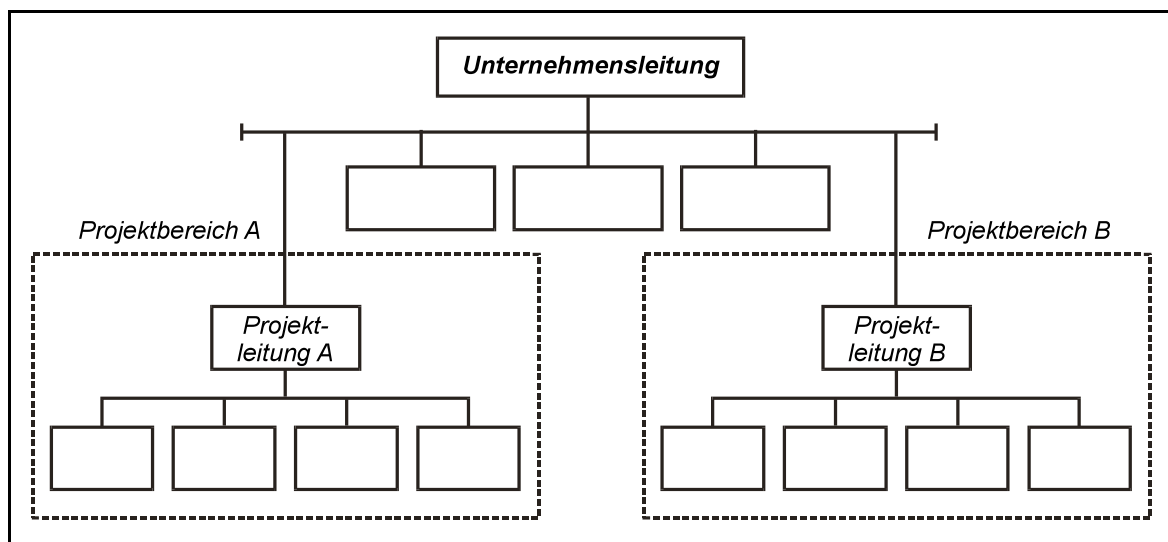 Unternehmensleitung
Projektbereich A
Projektbereich B
Projekt-
leitung A
Projekt-
leitung B